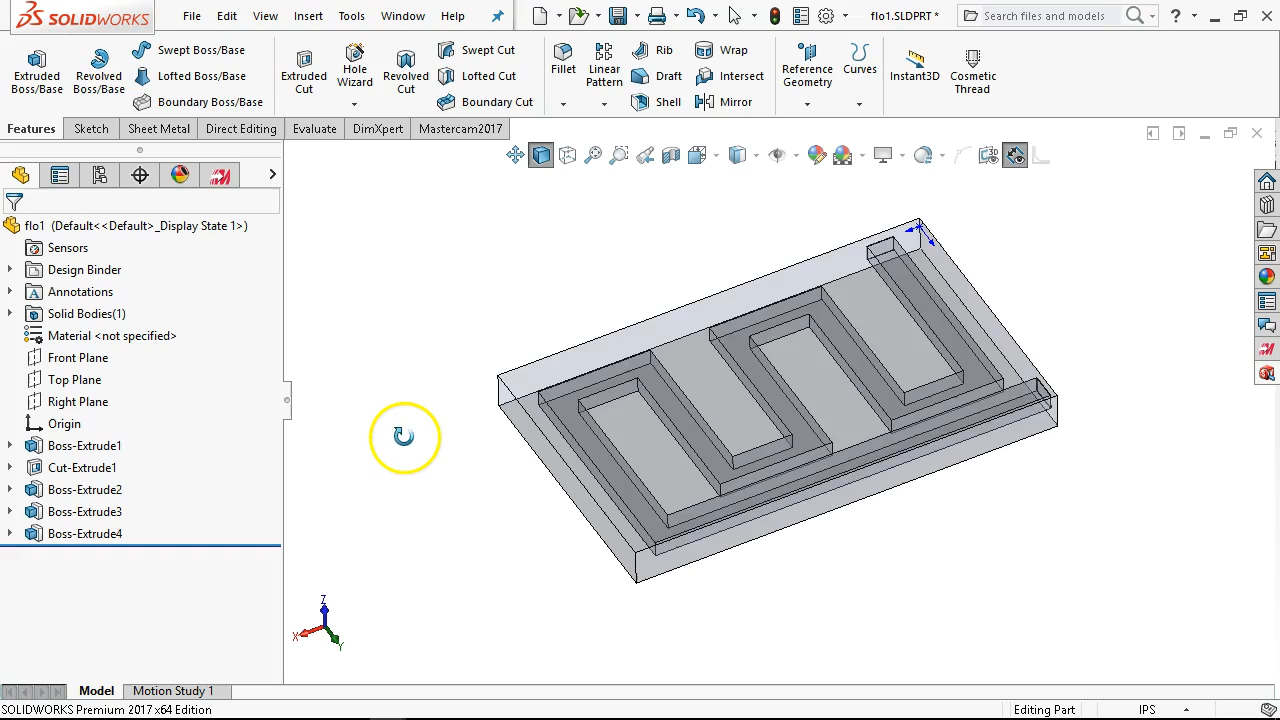 SOLIDWORKS File Edit View Insert Tools Window Help flo1.SLDPRT * Search files and models ?
Extruded Boss/Base
Revolved Boss/Base
Swept Boss/Base
Lofted Boss/Base
Boundary Boss/Base
Extruded Cut
Hole Wizard
Revolved Cut
Swept Cut
Lofted Cut
Boundary Cut
Fillet
Linear Pattern
Rib
Draft
Shell
Wrap
Intersect
Mirror
Reference Geometry
Curves
Instant3D
Cosmetic Thread
Features Sketch Sheet Metal Direct Editing Evaluate DimXpert Mastercam2017
flo1 (Default<<Default>_Display State 1>)
Sensors
Design Binder
Annotations
Solid Bodies(1)
Material <not specified>
Front Plane
Top Plane
Right Plane
Origin
Boss-Extrude1
Cut-Extrude1
Boss-Extrude2
Boss-Extrude3
Boss-Extrude4
Z
X
Y
Model Motion Study 1
SOLIDWORKS Premium 2017 x64 Edition Editing Part IPS